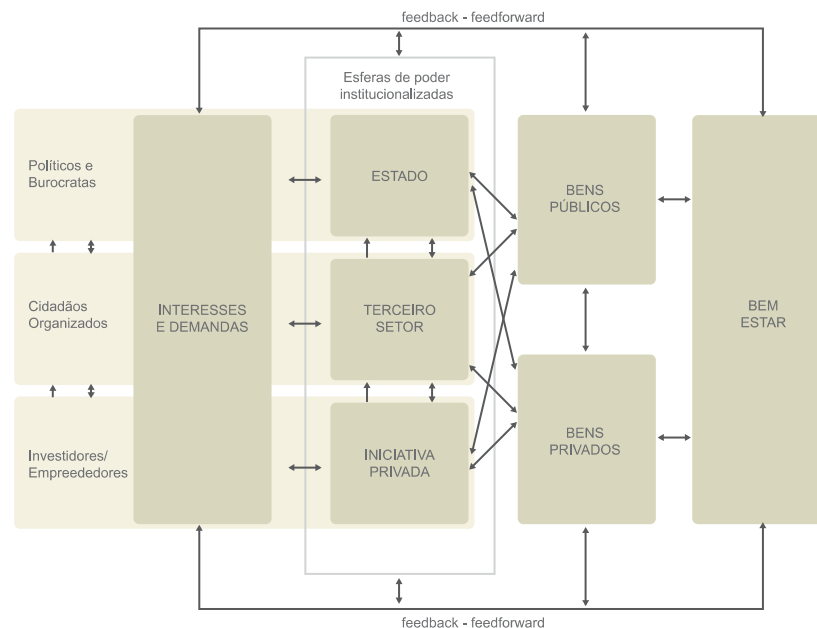 feedback - feedforward
Esferas de poder
institucionalizadas
Políticos e
Burocratas
ESTADO
BENS
PÚBLICOS
Cidadãos
Organizados
INTERESSES
E DEMANDAS
TERCEIRO
SETOR
BEM
ESTAR
Investidores/
Empreededores
INICIATIVA
PRIVADA
BENS
PRIVADOS
feedback - feedforward